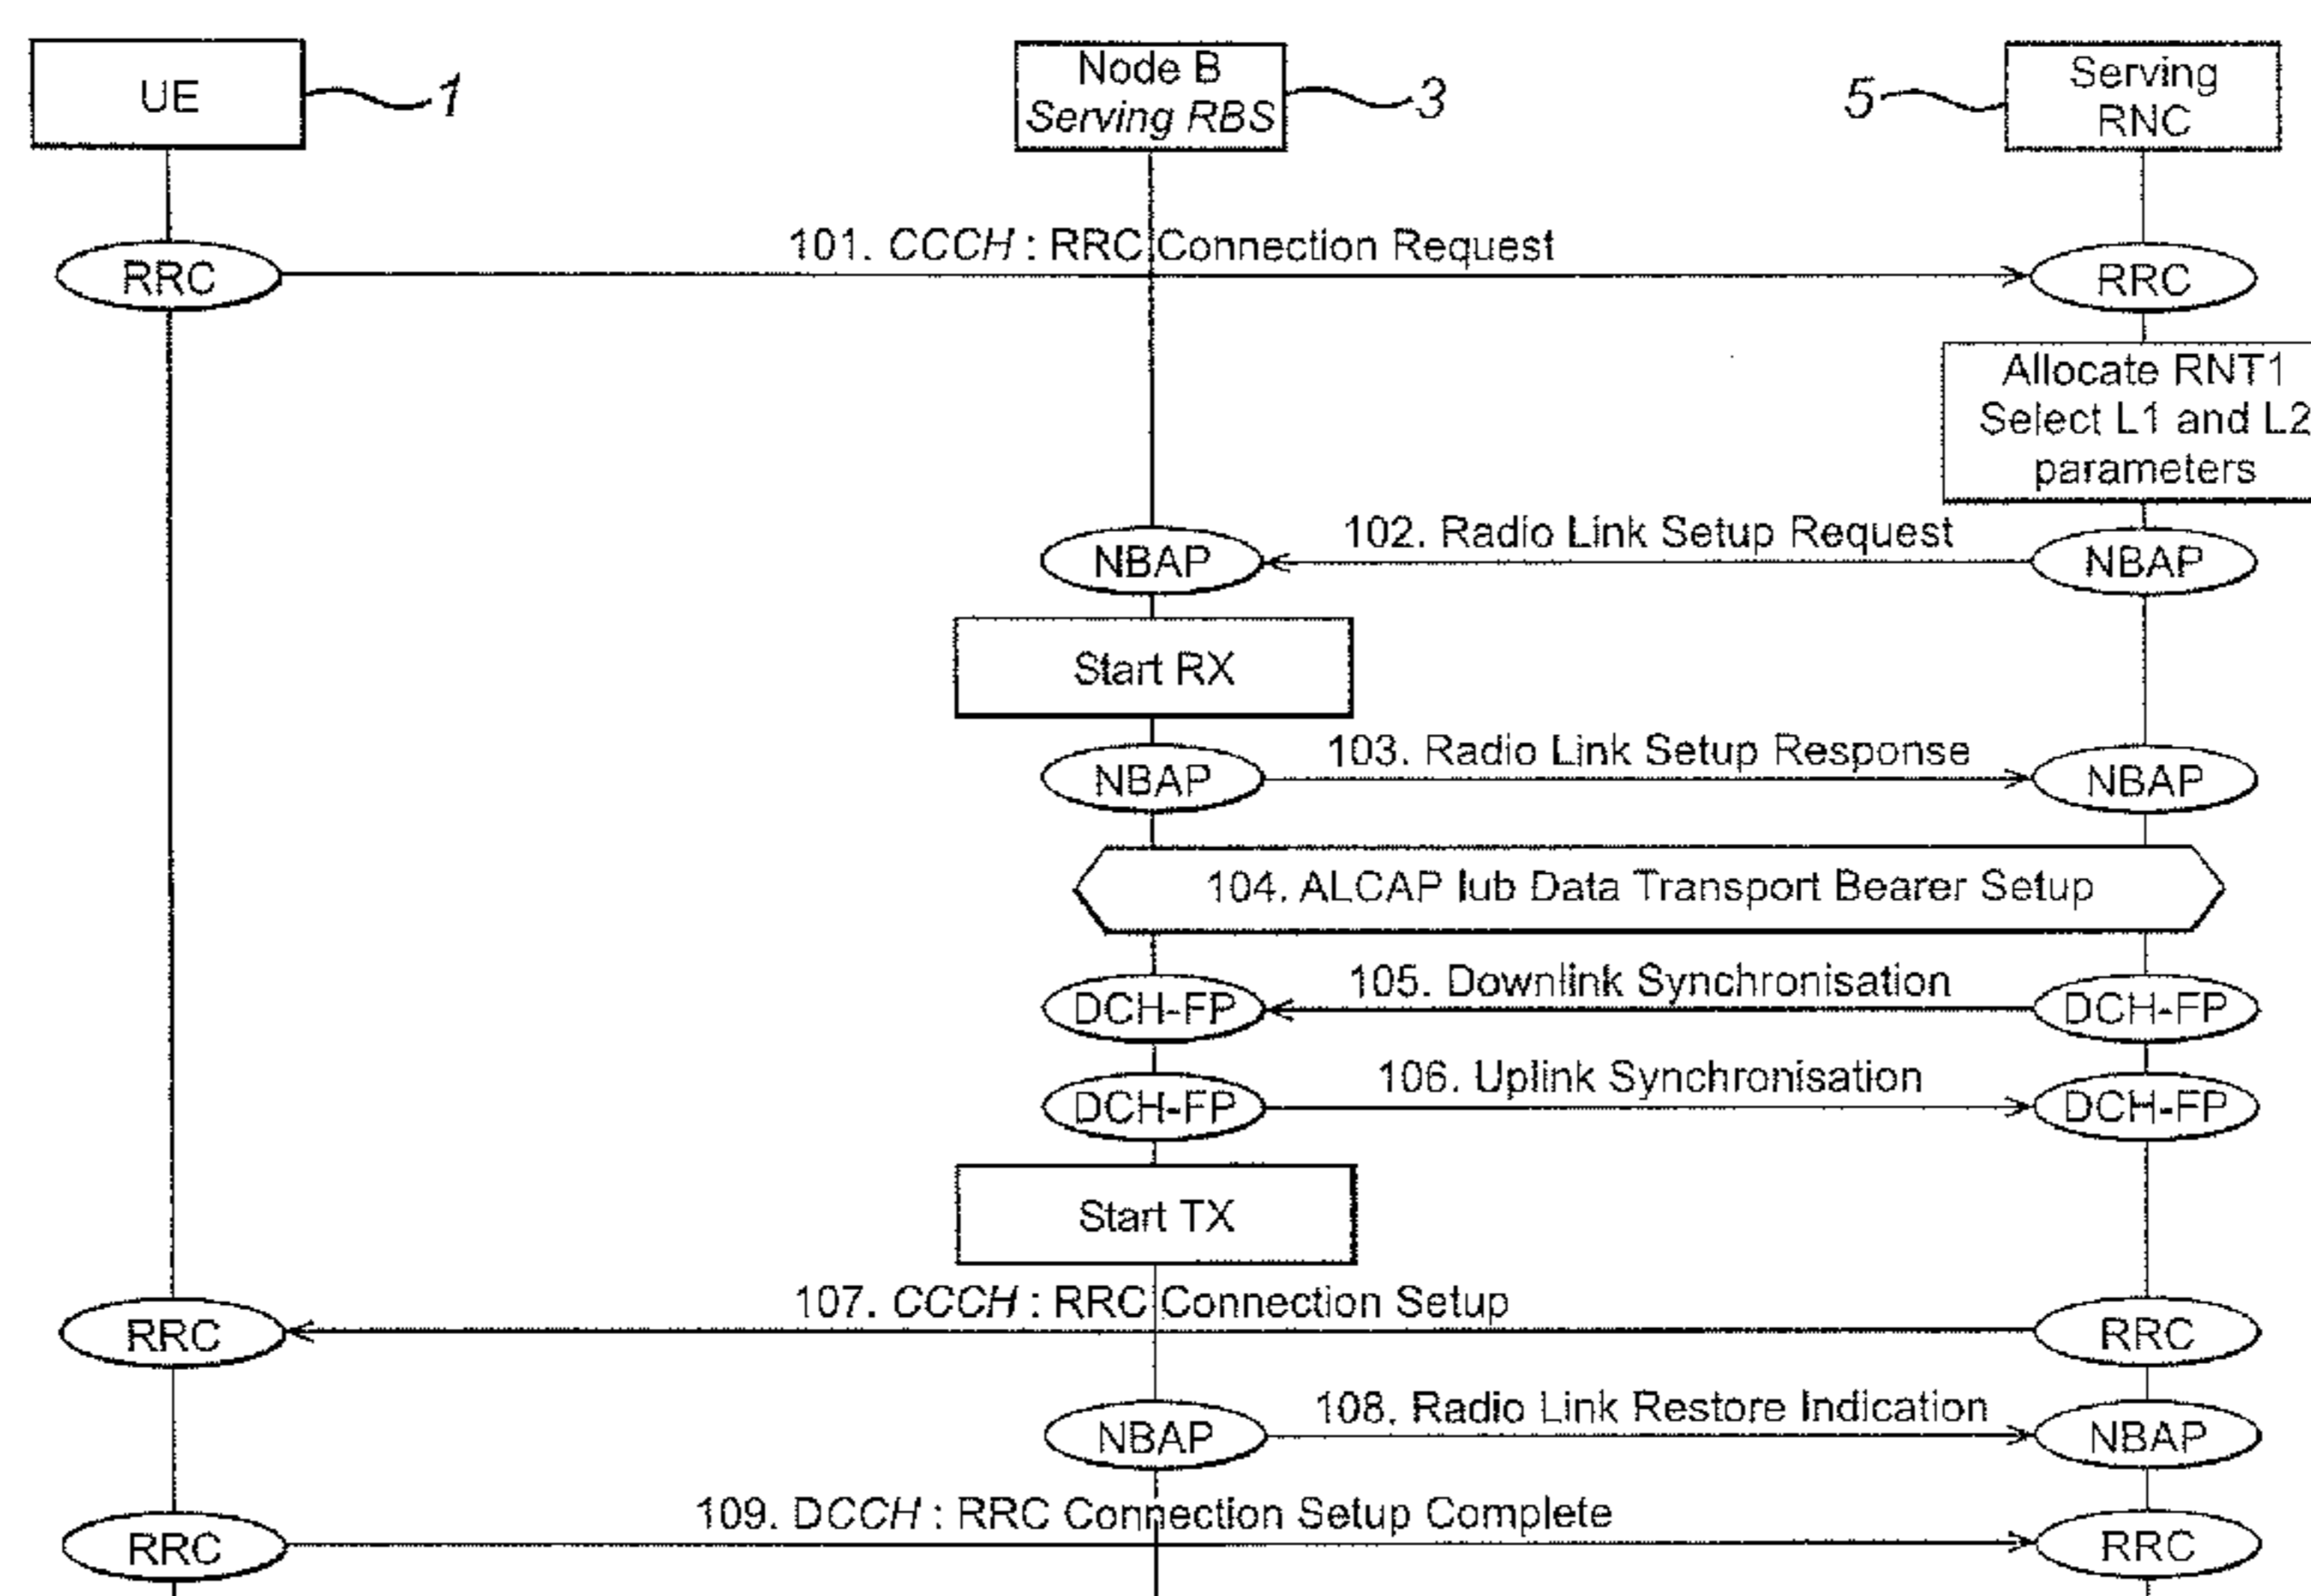 UE
1
Node B
Serving RBS
3
5
Serving
RNC
101. CCCH : RRC Connection Request
RRC
RRC
Allocate RNT1
Select L1 and L2
parameters
102. Radio Link Setup Request
NBAP
NBAP
Start RX
103. Radio Link Setup Response
NBAP
NBAP
104. ALCAP Iub Data Transport Bearer Setup
105. Downlink Synchronisation
DCH-FP
DCH-FP
106. Uplink Synchronisation
DCH-FP
DCH-FP
Start TX
107. CCCH : RRC Connection Setup
RRC
RRC
108. Radio Link Restore Indication
NBAP
NBAP
109. DCCH : RRC Connection Setup Complete
RRC
RRC